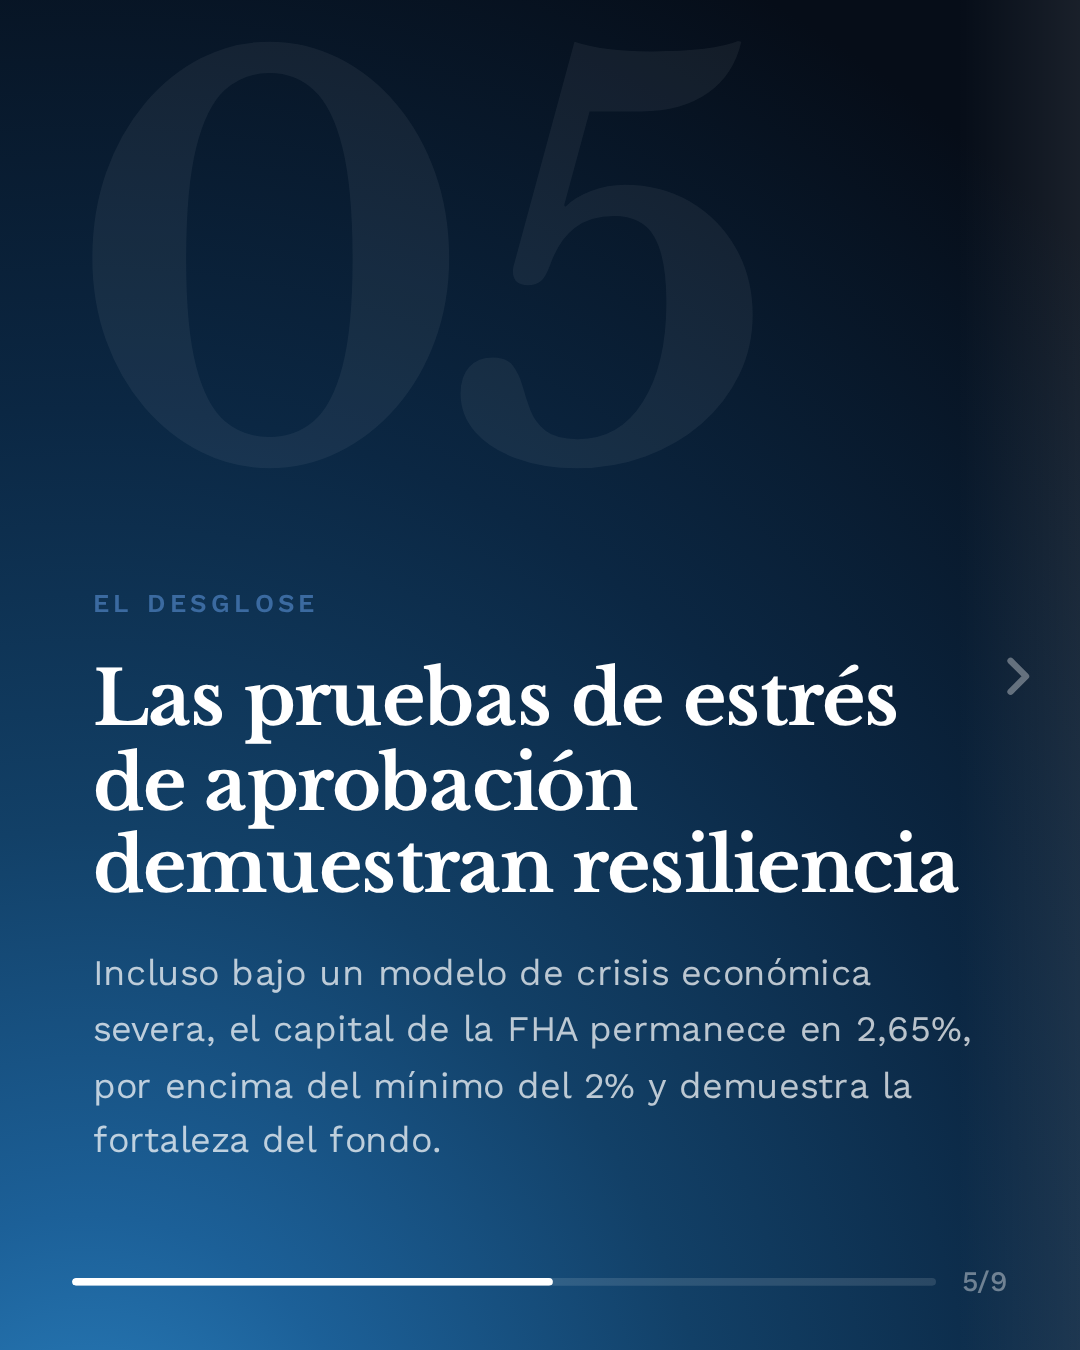 05
EL DESGLOSE
Las pruebas de estrés
de aprobación
demuestran resiliencia
Incluso bajo un modelo de crisis económica
severa, el capital de la FHA permanece en 2,65%,
por encima del mínimo del 2% y demuestra la
fortaleza del fondo.
5/9